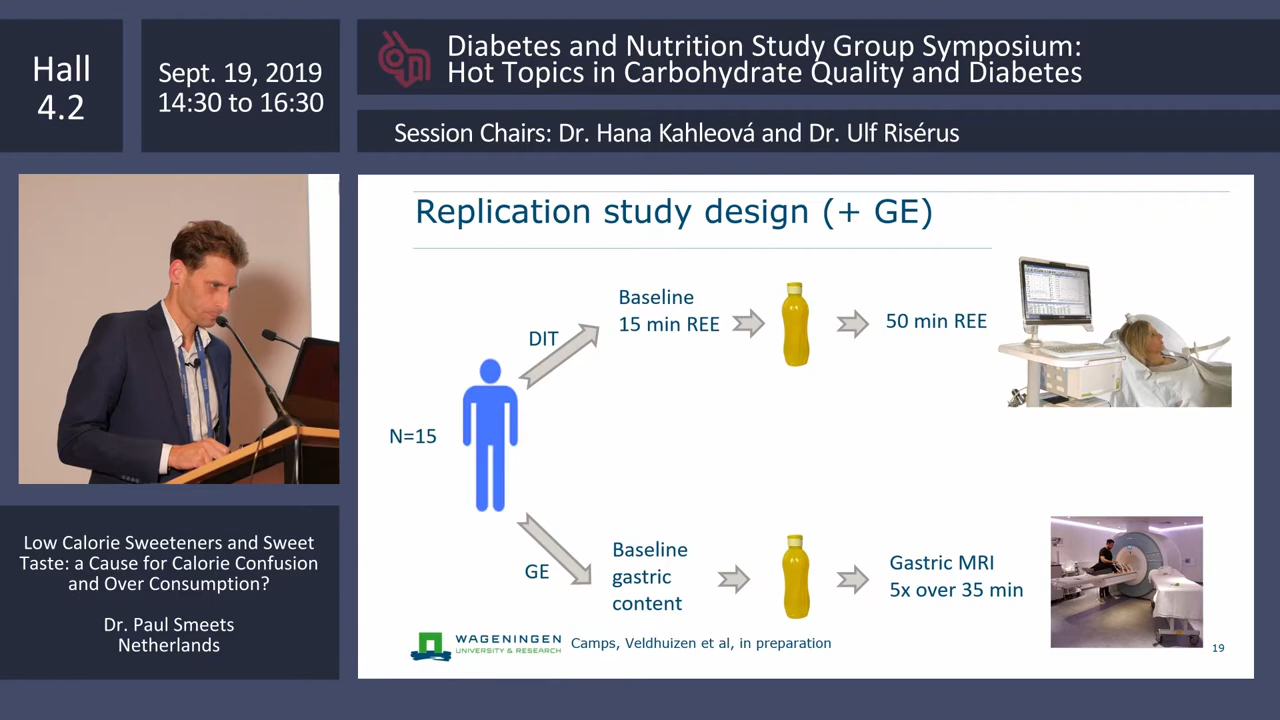 Hall
4.2
Sept. 19, 2019
14:30 to 16:30
Diabetes and Nutrition Study Group Symposium:
Hot Topics in Carbohydrate Quality and Diabetes
Session Chairs: Dr. Hana Kahleová and Dr. Ulf Risérus
Low Calorie Sweeteners and Sweet
Taste: a Cause for Calorie Confusion
and Over Consumption?
Dr. Paul Smeets
Netherlands
Replication study design (+ GE)
DIT
Baseline
15 min REE
50 min REE
N=15
GE
Baseline
gastric
content
Gastric MRI
5x over 35 min
WAGENINGEN
UNIVERSITY & RESEARCH
Camps, Veldhuizen et al, in preparation
19